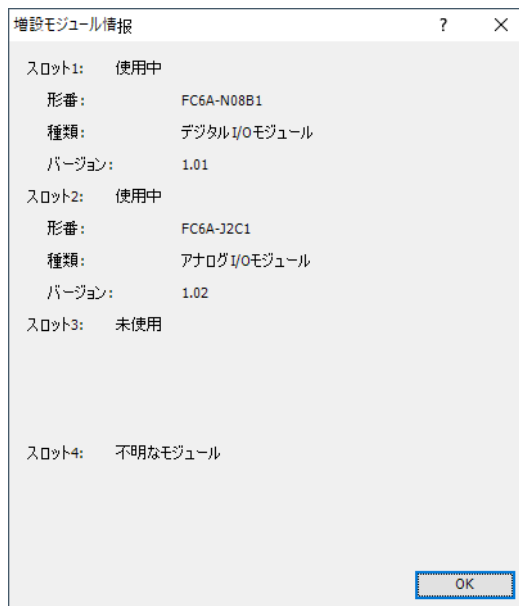 増設モジュール情報 ?
スロット1: 使用中
形番: FC6A-N08B1
種類: デジタルI/Oモジュール
バージョン: 1.01
スロット2: 使用中
形番: FC6A-J2C1
種類: アナログI/Oモジュール
バージョン: 1.02
スロット3: 未使用
スロット4: 不明なモジュール
OK